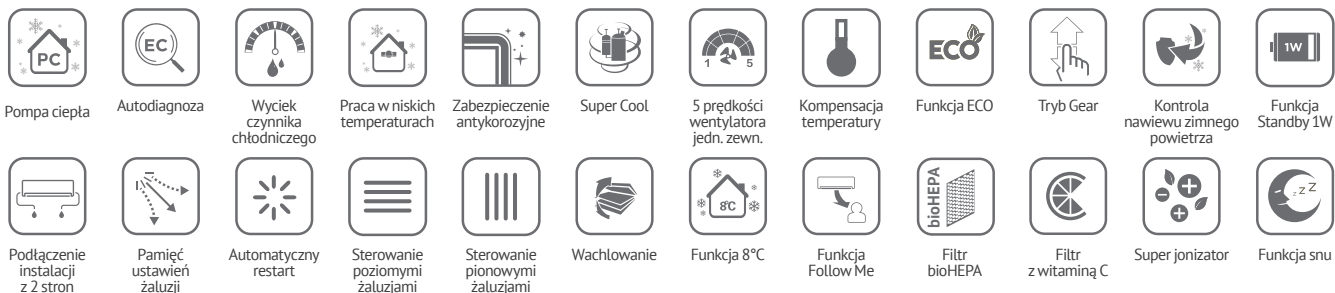 PC
EC
1 5
ECO
1W
Pompa ciepła
Autodiagnoza
Wyciek
czynnika
chłodniczego
Praca w niskich
temperaturach
Zabezpieczenie
antykorozyjne
Super Cool
5 prędkości
wentylatora
jedn. zewn.
Kompensacja
temperatury
Funkcja ECO
Tryb Gear
Kontrola
nawiewu zimnego
powietrza
Funkcja
Standby 1W
8°C
bioHEPA
z z Z
Podłączenie
instalacji
z 2 stron
Pamięć
ustawień
żaluzji
Automatyczny
restart
Sterowanie
poziomymi
żaluzjami
Sterowanie
pionowymi
żaluzjami
Wachlowanie
Funkcja 8°C
Funkcja
Follow Me
Filtr
bioHEPA
Filtr
z witaminą C
Super jonizator
Funkcja snu